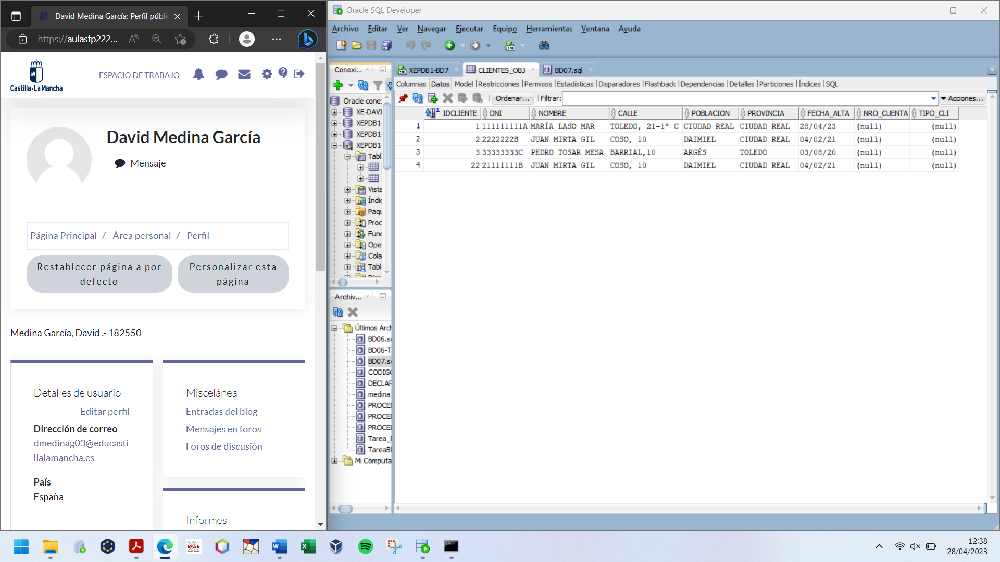 David Medina García: Perfil públi
https://aulasfp222...
Castilla-La Mancha
ESPACIO DE TRABAJO
David Medina García
Mensaje
Página Principal / Área personal / Perfil
Restablecer página a por defecto
Personalizar esta página
Medina García, David .- 182550
Detalles de usuario
Editar perfil
Dirección de correo
dmedinag03@educasti
llalamancha.es
País
España
Miscelánea
Entradas del blog
Mensajes en foros
Foros de discusión
Informes
Oracle SQL Developer
Archivo Editar Ver Navegar Ejecutar Equipo Herramientas Ventana Ayuda
Conexi...
Oracle cone
XE-DAVI
XEPDB1
XEPDB1
XEPDB1
Tabl
Vista
Índic
Paqu
Proc
Func
Ope
Cola
Tabl
Archiv...
Últimos Arch
BD06.s
BD06-T
BD07.s
CODIGO
DECLAR
medina_
PROCE
PROCE
PROCE
Tarea_
TareaB
Mi Computa
XEPDB1-BD7 CLIENTES_OBJ BD07.sql
Columnas Datos Model Restricciones Permisos Estadísticas Disparadores Flashback Dependencias Detalles Particiones Índices SQL
Ordenar... Filtrar: Acciones...
IDCLIENTE DNI NOMBRE CALLE POBLACION PROVINCIA FECHA_ALTA NRO_CUENTA TIPO_CLI
1 1 111111111A MARÍA LASO MAR TOLEDO, 21-1º C CIUDAD REAL CIUDAD REAL 28/04/23 (null) (null)
2 2 2222222B JUAN MIRTA GIL COSO, 10 DAIMIEL CIUDAD REAL 04/02/21 (null) (null)
3 3 33333333C PEDRO TOSAR MESA BARRIAL,10 ARGÉS TOLEDO 03/08/20 (null) (null)
4 22 21111111B JUAN MIRTA GIL COSO, 10 DAIMIEL CIUDAD REAL 04/02/21 (null) (null)
BASE
12:38
28/04/2023